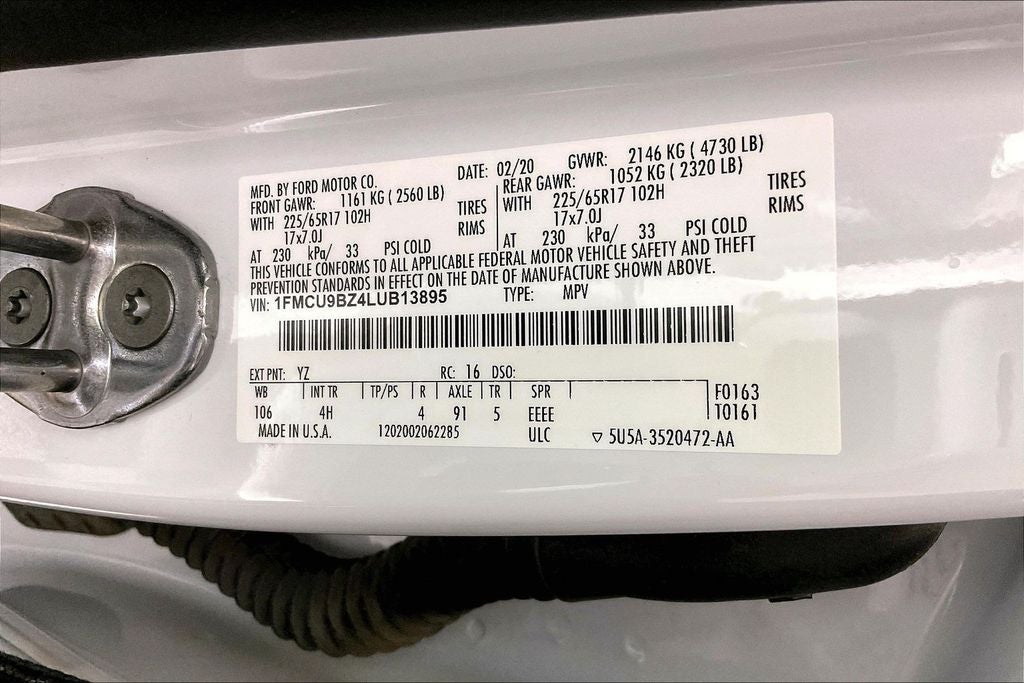 MFD. BY FORD MOTOR CO. DATE: 02/20 GVWR: 2146 KG ( 4730 LB)
FRONT GAWR: 1161 KG ( 2560 LB) REAR GAWR: 1052 KG ( 2320 LB)
WITH 225/65R17 102H TIRES WITH 225/65R17 102H TIRES
17x7.0J RIMS 17x7.0J RIMS
AT 230 kPa/ 33 PSI COLD AT 230 kPa/ 33 PSI COLD
THIS VEHICLE CONFORMS TO ALL APPLICABLE FEDERAL MOTOR VEHICLE SAFETY AND THEFT
PREVENTION STANDARDS IN EFFECT ON THE DATE OF MANUFACTURE SHOWN ABOVE.
VIN: 1FMCU9BZ4LUB13895 TYPE: MPV
EXT PNT: YZ RC: 16 DSO:
WB INT TR TP/PS R AXLE TR SPR F0163
106 4H 4 91 5 EEEE T0161
MADE IN U.S.A. 1202002062285 ULC ▽ 5U5A-3520472-AA